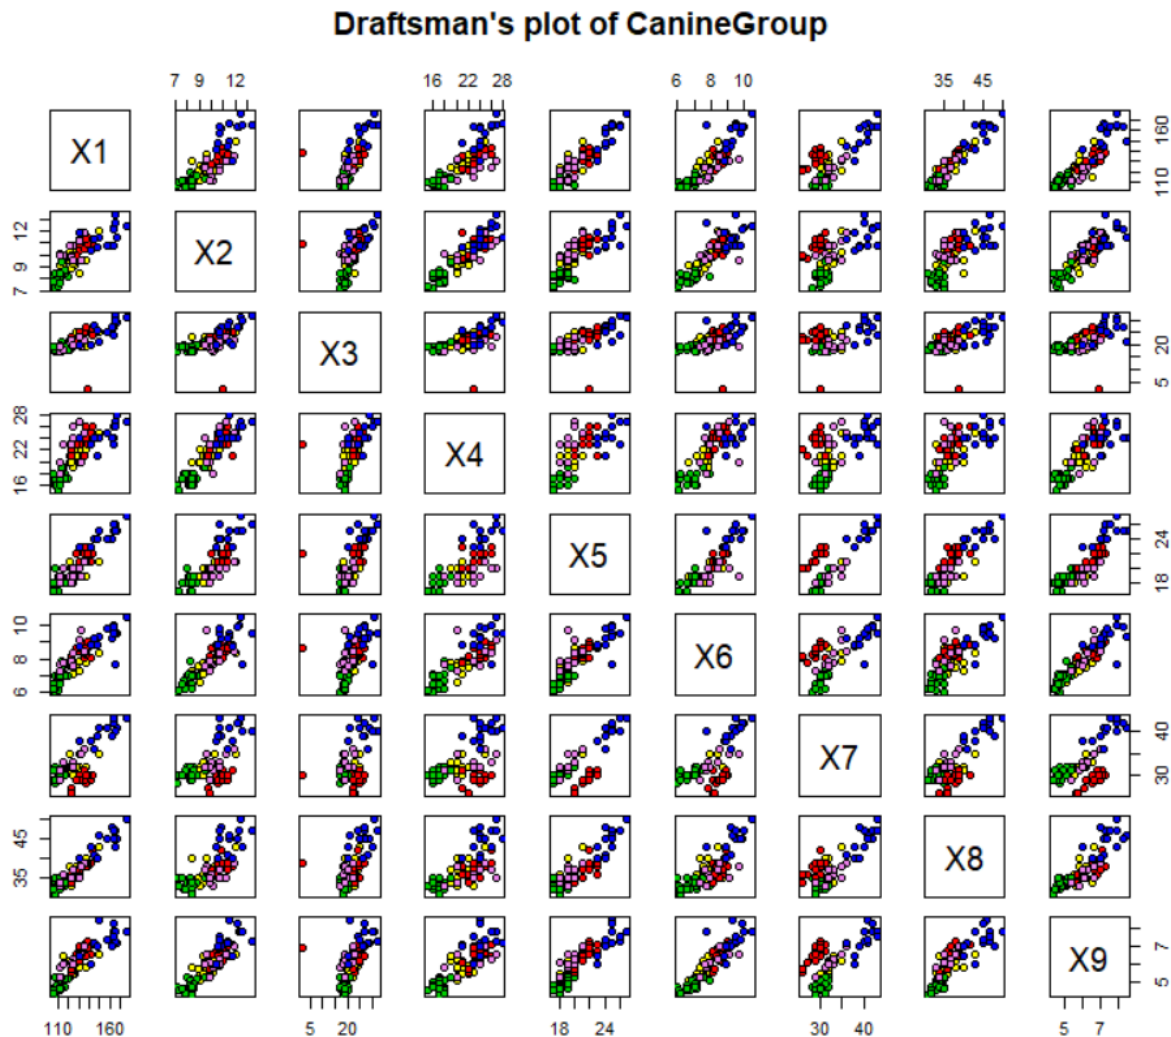 Draftsman's plot of CanineGroup
7 9 12 16 22 28 6 8 10 35 45
X1 110 160
7 9 12 X2
X3 5 20
16 22 28 X4
X5 18 24
6 8 10 X6
X7 30 40
35 45 X8
X9 5 7
110 160 5 20 18 24 30 40 5 7